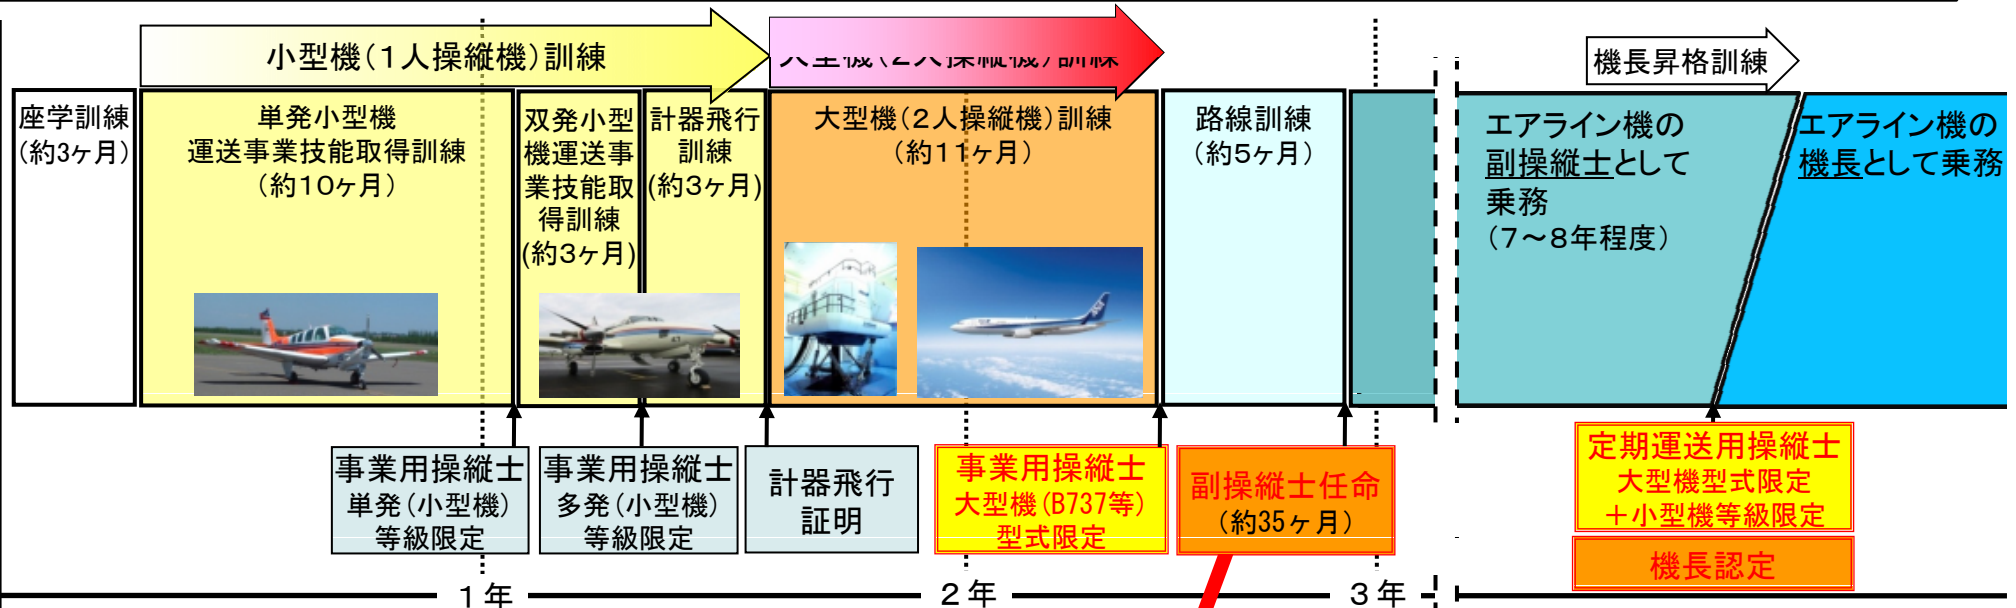 小型機(1人操縦機)訓練
大型機(2人操縦機)訓練
機長昇格訓練
座学訓練
(約3ヶ月)
単発小型機
運送事業技能取得訓練
(約10ヶ月)
双発小型
機運送事
業技能取
得訓練
(約3ヶ月)
計器飛行
訓練
(約3ヶ月)
大型機(2人操縦機)訓練
(約11ヶ月)
路線訓練
(約5ヶ月)
エアライン機の
副操縦士として
乗務
(7～8年程度)
エアライン機の
機長として乗務
事業用操縦士
単発(小型機)
等級限定
事業用操縦士
多発(小型機)
等級限定
計器飛行
証明
事業用操縦士
大型機(B737等)
型式限定
副操縦士任命
(約35ヶ月)
定期運送用操縦士
大型機型式限定
＋小型機等級限定
機長認定
1年
2年
3年